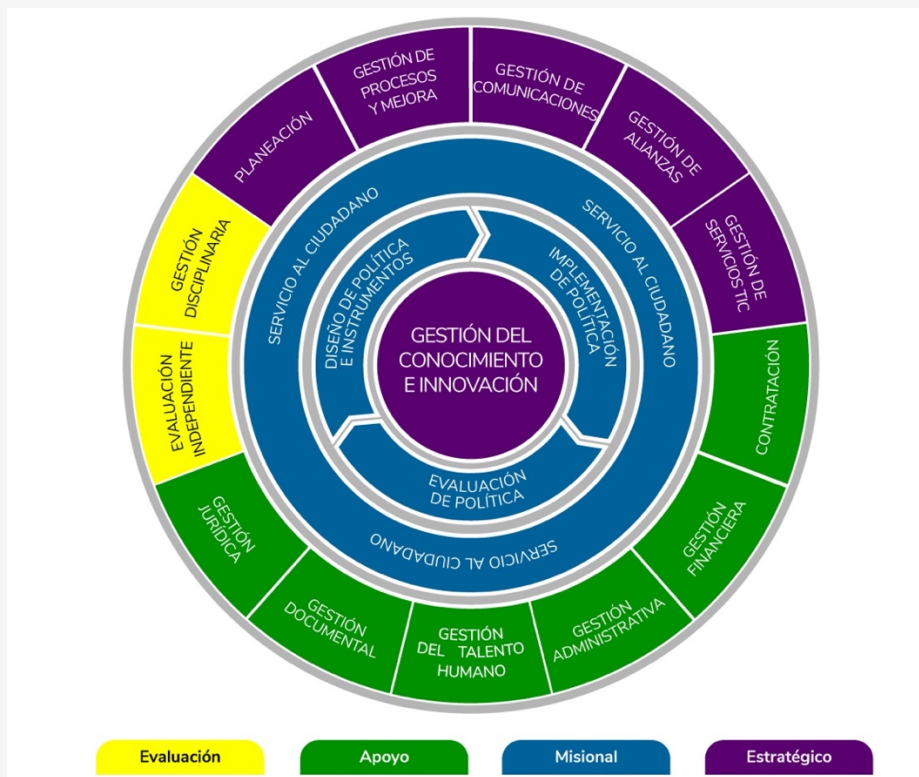 GESTIÓN DE
PROCESOS
Y MEJORA
GESTIÓN DE
COMUNICACIONES
GESTIÓN DE
ALIANZAS
GESTIÓN DE
SERVICIOS TIC
CONTRATACIÓN
GESTIÓN
FINANCIERA
GESTIÓN
ADMINISTRATIVA
GESTIÓN
DEL TALENTO
HUMANO
GESTIÓN
DOCUMENTAL
GESTIÓN
JURÍDICA
EVALUACIÓN
INDEPENDIENTE
GESTIÓN
DISCIPLINARIA
PLANEACIÓN
SERVICIO AL CIUDADANO
SERVICIO AL CIUDADANO
SERVICIO AL CIUDADANO
DISEÑO DE POLÍTICA
E INSTRUMENTOS
IMPLEMENTACIÓN
DE POLÍTICA
EVALUACIÓN
DE POLÍTICA
GESTIÓN DEL
CONOCIMIENTO
E INNOVACIÓN
Evaluación
Apoyo
Misional
Estratégico